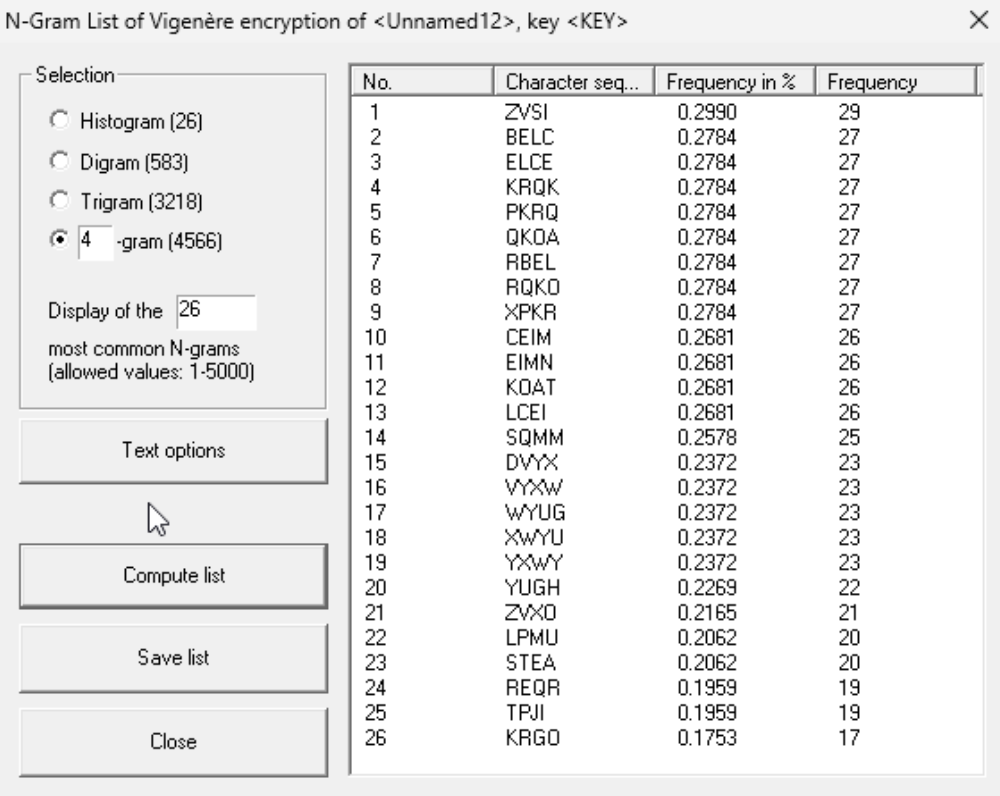 N-Gram List of Vigenère encryption of <Unnamed12>, key <KEY>
Selection
Histogram (26)
Digram (583)
Trigram (3218)
4 -gram (4566)
Display of the 26
most common N-grams
(allowed values: 1-5000)
Text options
Compute list
Save list
Close
No. Character seq... Frequency in % Frequency
1 ZVSI 0.2990 29
2 BELC 0.2784 27
3 ELCE 0.2784 27
4 KRQK 0.2784 27
5 PKRQ 0.2784 27
6 QKOA 0.2784 27
7 RBEL 0.2784 27
8 RQKO 0.2784 27
9 XPKR 0.2784 27
10 CEIM 0.2681 26
11 EIMN 0.2681 26
12 KOAT 0.2681 26
13 LCEI 0.2681 26
14 SQMM 0.2578 25
15 DVYX 0.2372 23
16 VYXW 0.2372 23
17 WYUG 0.2372 23
18 XWYU 0.2372 23
19 YXWY 0.2372 23
20 YUGH 0.2269 22
21 ZVXO 0.2165 21
22 LPMU 0.2062 20
23 STEA 0.2062 20
24 REQR 0.1959 19
25 TPJI 0.1959 19
26 KRGO 0.1753 17